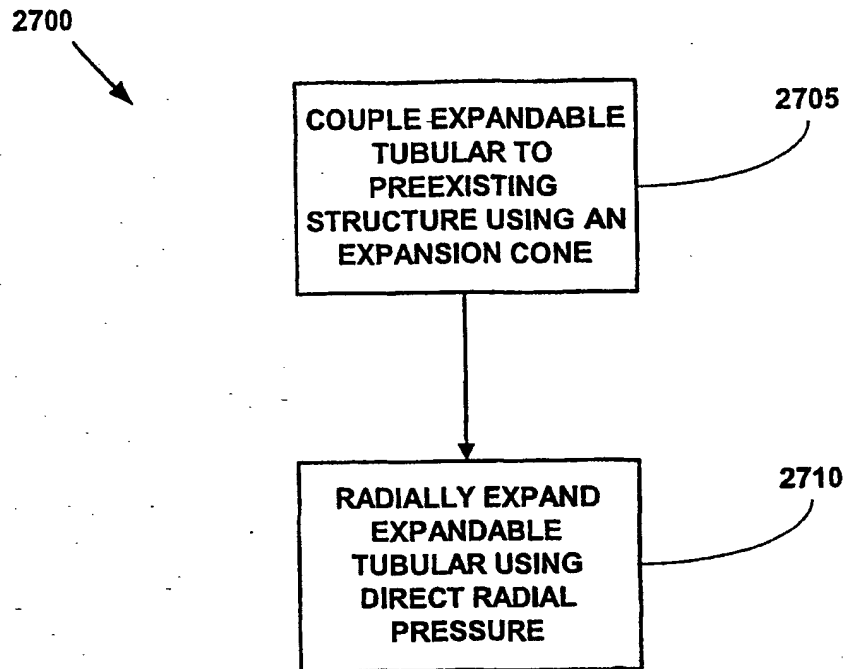 2700
COUPLE EXPANDABLE
TUBULAR TO
PREEXISTING
STRUCTURE USING AN
EXPANSION CONE
2705
RADIALLY EXPAND
EXPANDABLE
TUBULAR USING
DIRECT RADIAL
PRESSURE
2710